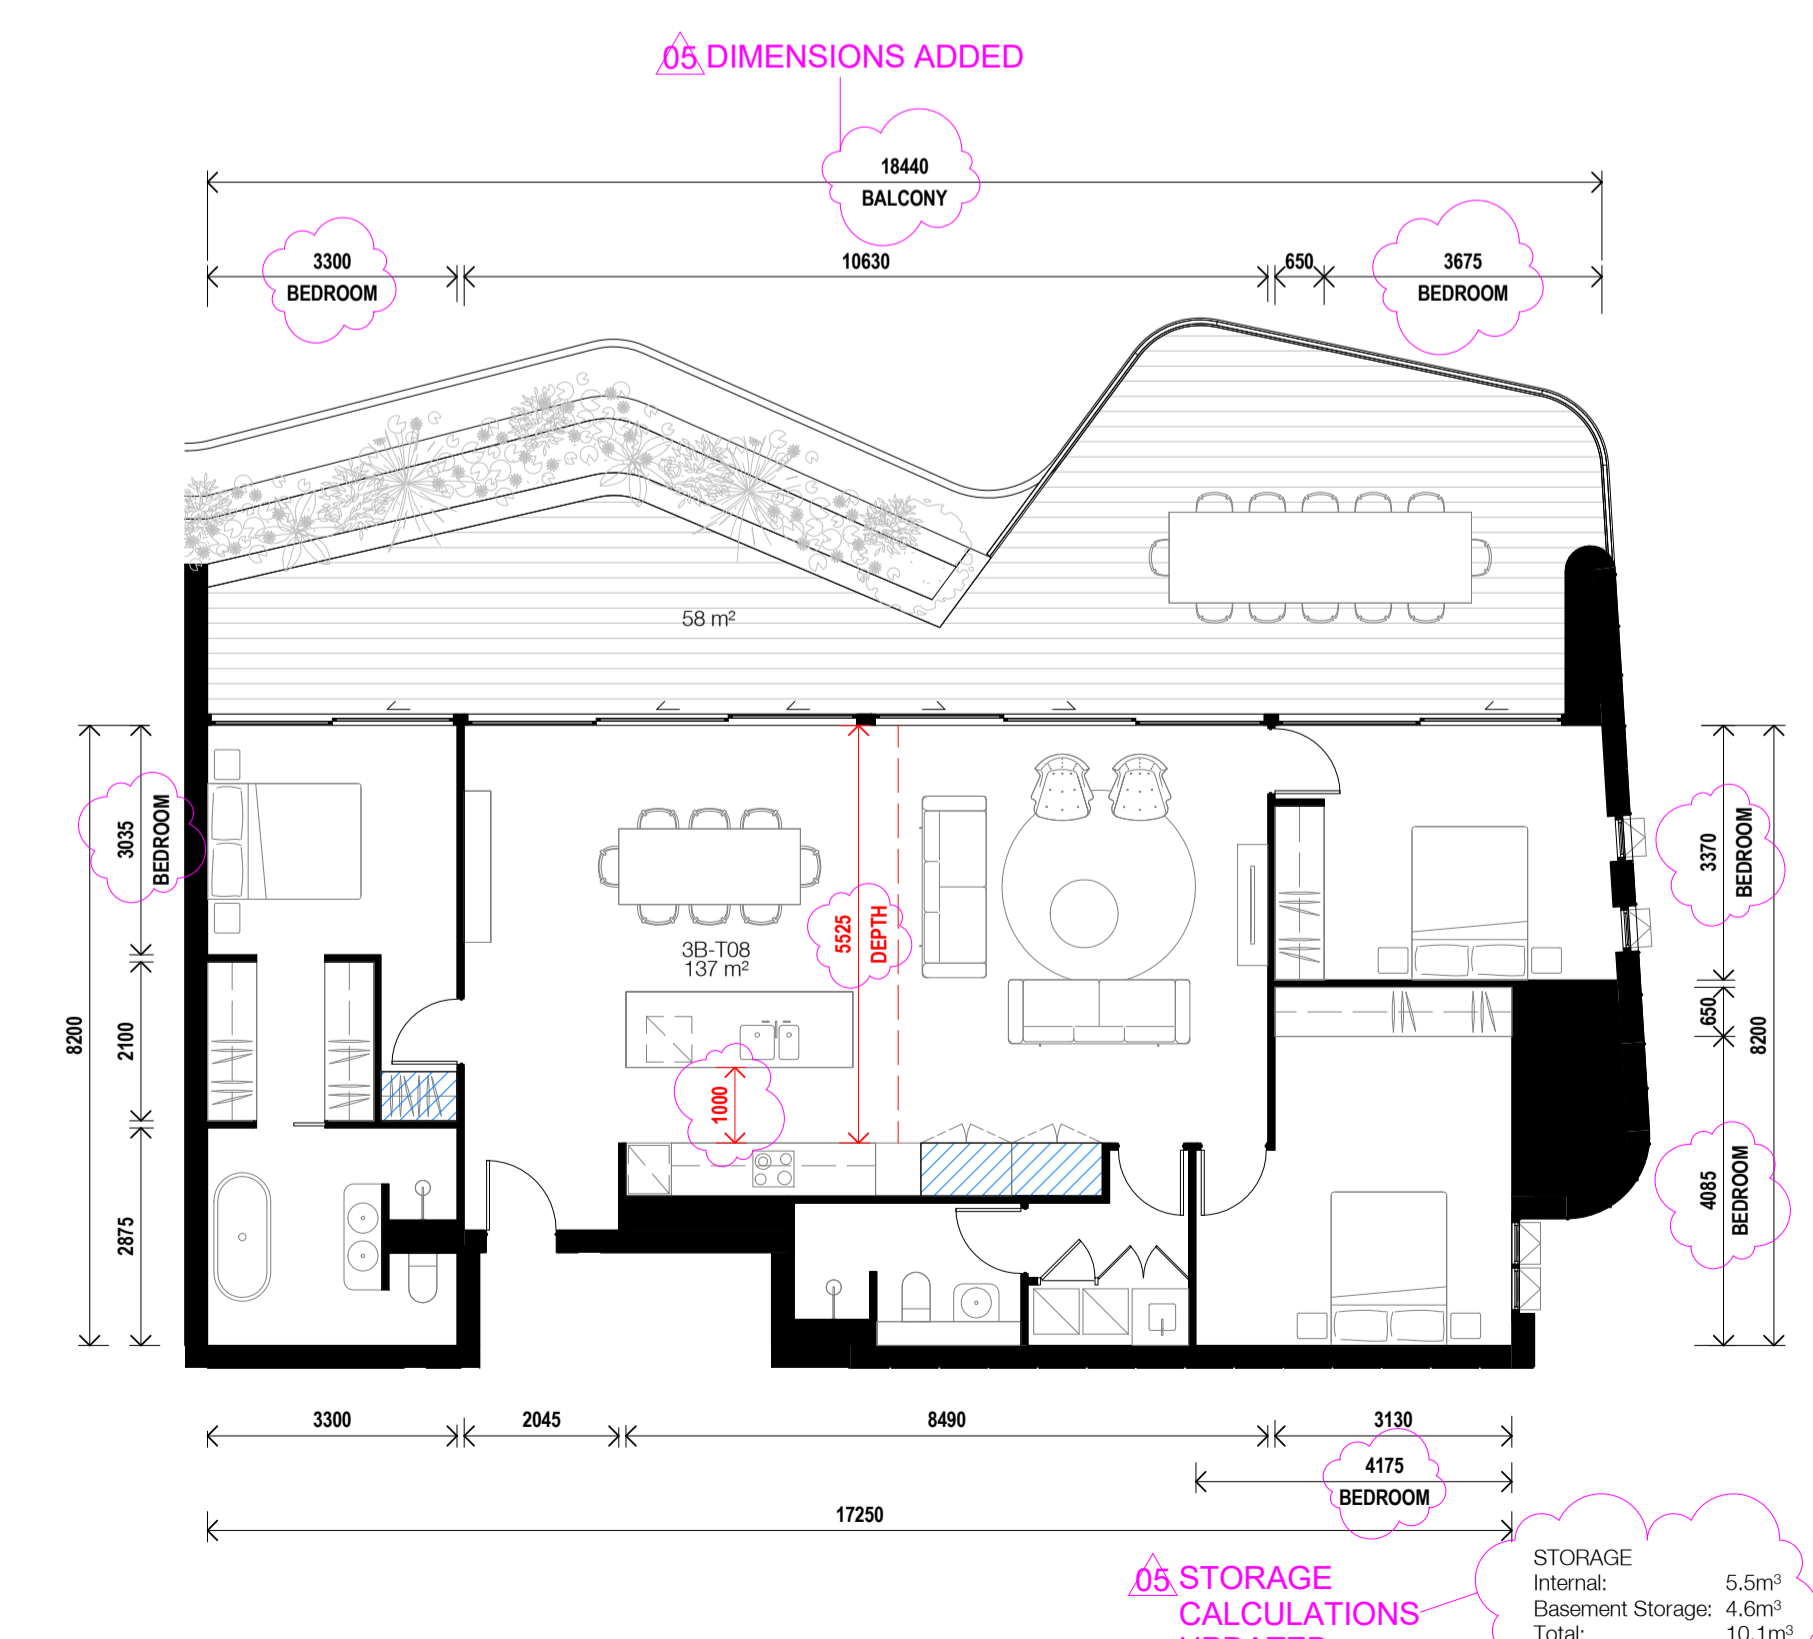 05 DIMENSIONS ADDED
18440
BALCONY
3300
BEDROOM
10630
650
3675
BEDROOM
58 m²
8200
3035
BEDROOM
2100
2875
5525
DEPTH
3B-T08
137 m²
1000
3370
BEDROOM
650
8200
4085
BEDROOM
3300
2045
8490
3130
4175
BEDROOM
17250
05 STORAGE
CALCULATIONS
STORAGE
Internal: 5.5m³
Basement Storage: 4.6m³
Total: 10.1m³